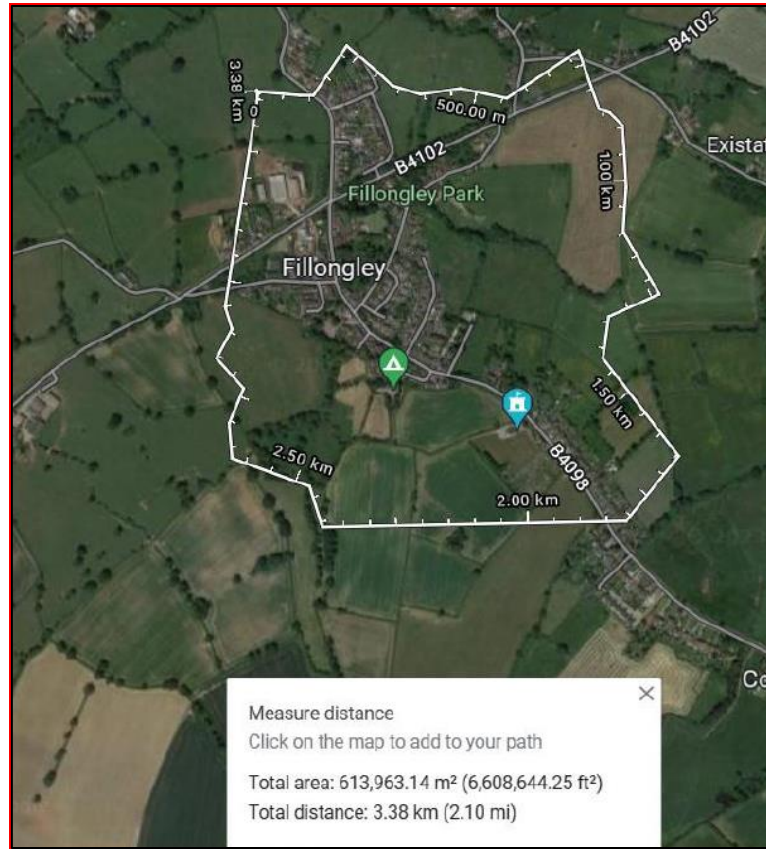 B4102
3.38 km
0
500.00 m
Existat
B4102
1.00 km
Fillongley Park
Fillongley
1.50 km
2.50 km
B4098
2.00 km
Co
Measure distance
Click on the map to add to your path
Total area: 613,963.14 m² (6,608,644.25 ft²)
Total distance: 3.38 km (2.10 mi)